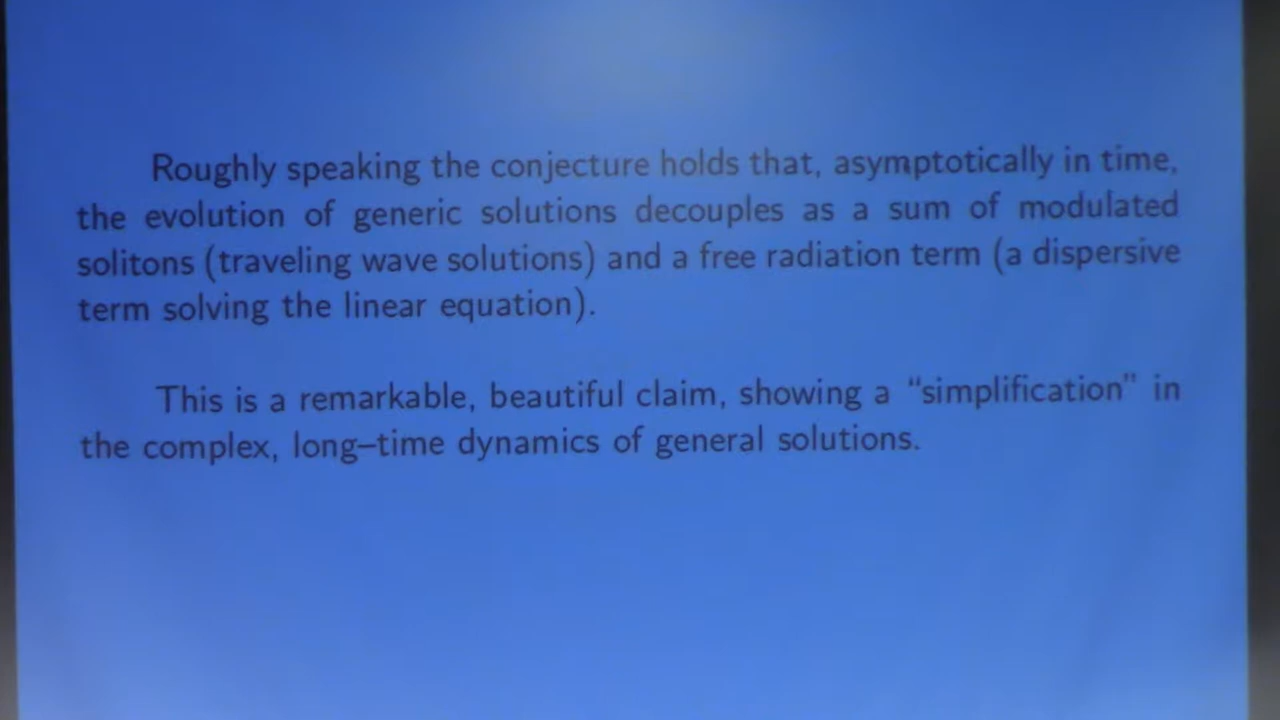 Roughly speaking the conjecture holds that, asymptotically in time,
the evolution of generic solutions decouples as a sum of modulated
solitons (traveling wave solutions) and a free radiation term (a dispersive
term solving the linear equation).
This is a remarkable, beautiful claim, showing a “simplification” in
the complex, long–time dynamics of general solutions.